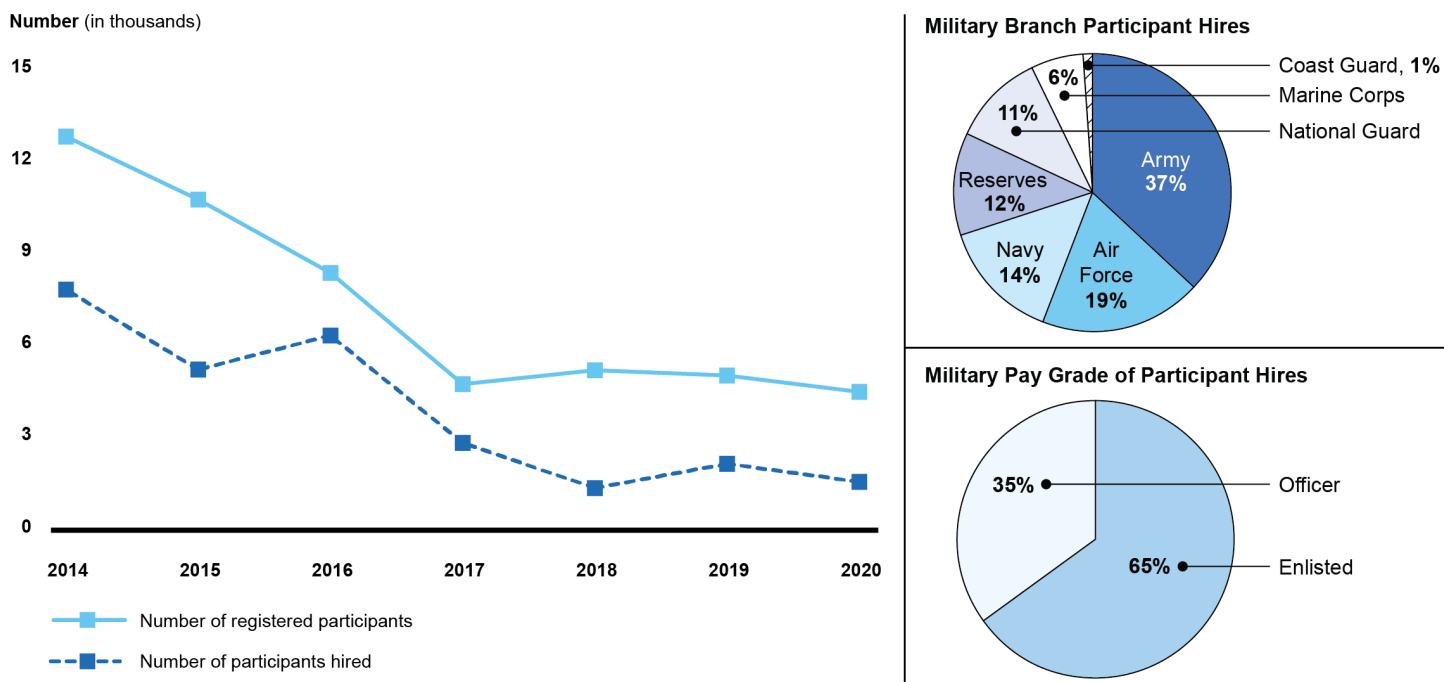 Number (in thousands)
15
12
9
6
3
0
2014 2015 2016 2017 2018 2019 2020
Number of registered participants
Number of participants hired
Military Branch Participant Hires
Coast Guard, 1%
6%
Marine Corps
11%
National Guard
Army
37%
Reserves
12%
Navy
14%
Air
Force
19%
Military Pay Grade of Participant Hires
35%
Officer
65%
Enlisted